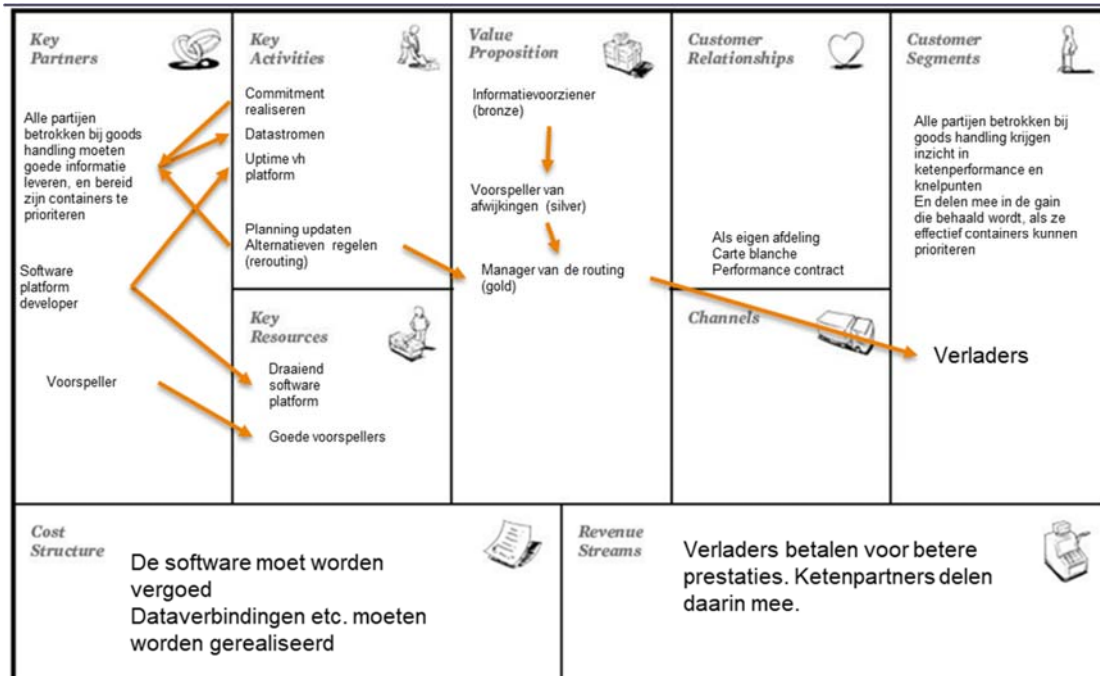 Key
Partners
Alle partijen
betrokken bij goods
handling moeten
goede informatie
leveren, en bereid
zijn containers te
prioriteren
Software
platform
developer
Voorspeller
Key
Activities
Commitment
realiseren
Datastromen
Uptime vh
platform
Planning updaten
Alternatieven regelen
(rerouting)
Key
Resources
Draaiend
software
platform
Goede voorspellers
Value
Proposition
Informatievoorziener
(bronze)
Voorspeller van
afwijkingen (silver)
Manager van de routing
(gold)
Customer
Relationships
Als eigen afdeling
Carte blanche
Performance contract
Channels
Customer
Segments
Alle partijen betrokken bij
goods handling krijgen
inzicht in
ketenperformance en
knelpunten
En delen mee in de gain
die behaald wordt, als ze
effectief containers kunnen
prioriteren
Verladers
Cost
Structure
De software moet worden
vergoed
Dataverbindingen etc. moeten
worden gerealiseerd
Revenue
Streams
Verladers betalen voor betere
prestaties. Ketenpartners delen
daarin mee.